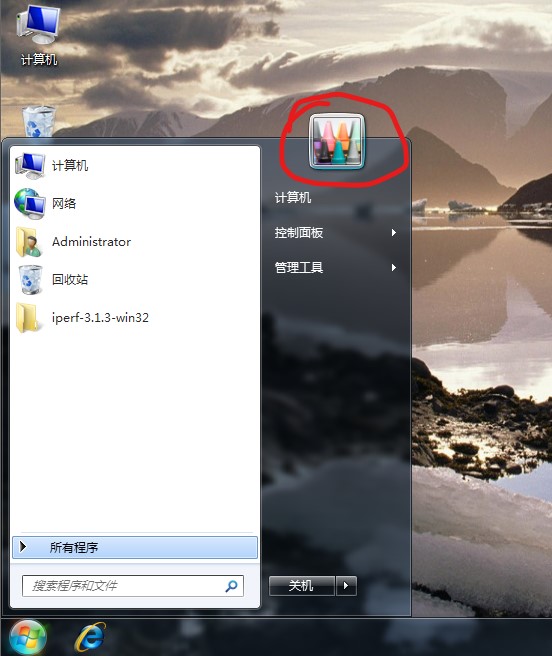 计算机
计算机
网络
Administrator
回收站
iperf-3.1.3-win32
所有程序
搜索程序和文件
计算机
控制面板
管理工具
关机